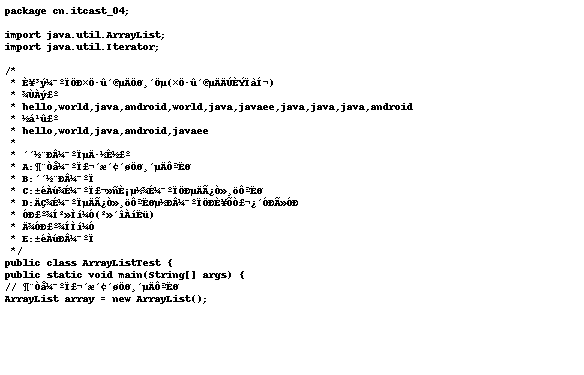 package cn.itcast_04;
import java.util.ArrayList;
import java.util.Iterator;
/*
* È¥³ý¼¯ºÏÖÐ×Ö·û´®µÄÖØ¸´Öµ(×Ö·û´®µÄÄÚÈÝÏàÍ¬)
* ¾ÙÀý£º
* hello,world,java,android,world,java,javaee,java,java,java,android
* ½á¹û£º
* hello,world,java,android,javaee
*
* ´´½¨ÐÂ¼¯ºÏµÄ·½Ê½£º
* A:¶¨Òå¼¯ºÏ£¬´æ´¢ÖØ¸´µÄÔªËØ
* B:´´½¨ÐÂ¼¯ºÏ
* C:±éÀú¾É¼¯ºÏ£¬»ñÈ¡µ½¾É¼¯ºÏÖÐµÄÃ¿Ò»¸öÔªËØ
* D:ÄÃ¾É¼¯ºÏµÄÃ¿Ò»¸öÔªËØµ½ÐÂ¼¯ºÏÖÐÈ¥ÕÒ£¬¿´ÓÐÃ»ÓÐ
* ÓÐ£º¾Í²»Ìí¼Ó(²»´îÀíËü)
* Ã»ÓÐ£º¾ÍÌí¼Ó
* E:±éÀúÐÂ¼¯ºÏ
*/
public class ArrayListTest {
public static void main(String[] args) {
// ¶¨Òå¼¯ºÏ£¬´æ´¢ÖØ¸´µÄÔªËØ
ArrayList array = new ArrayList();